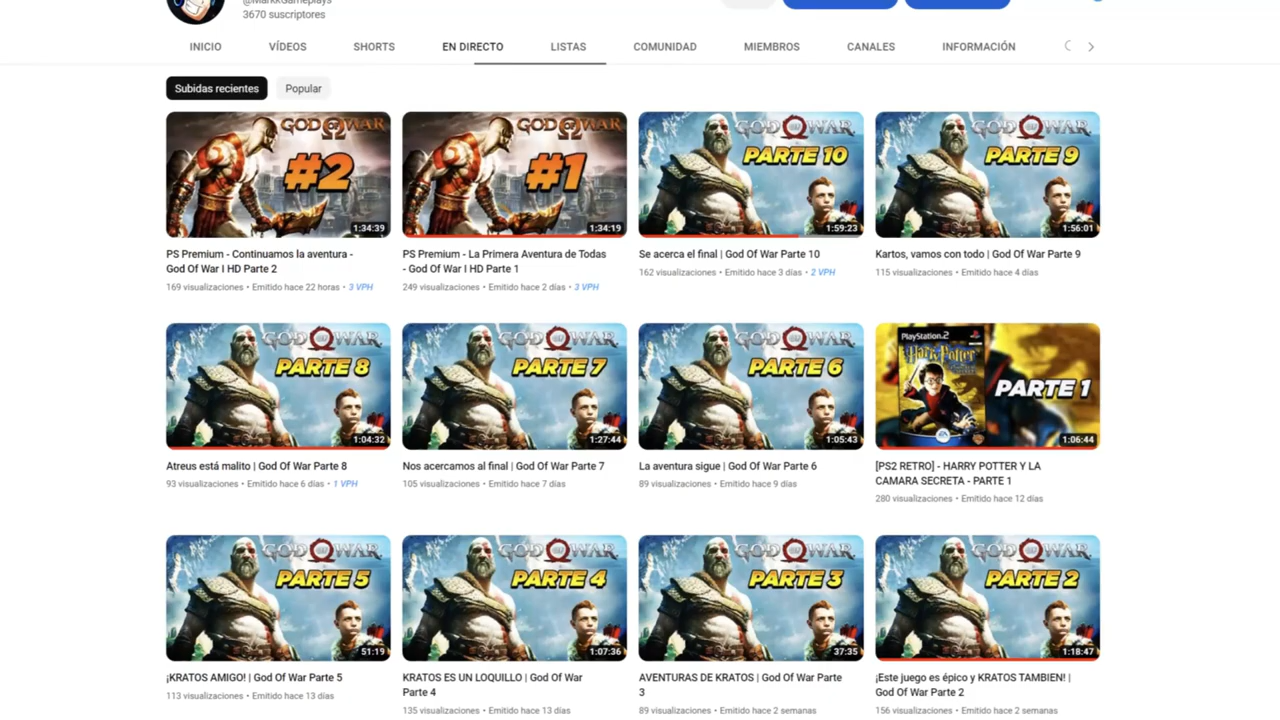 @MarkkGameplays
3670 suscriptores
INICIO VÍDEOS SHORTS EN DIRECTO LISTAS COMUNIDAD MIEMBROS CANALES INFORMACIÓN
Subidas recientes Popular
GOD WAR #2 1:34:39
GOD WAR #1 1:34:19
GOD OF WAR PARTE 10 1:59:23
GOD OF WAR PARTE 9 1:56:01
PS Premium - Continuamos la aventura -
God Of War I HD Parte 2
169 visualizaciones • Emitido hace 22 horas • 3 VPH
PS Premium - La Primera Aventura de Todas
- God Of War I HD Parte 1
249 visualizaciones • Emitido hace 2 días • 3 VPH
Se acerca el final | God Of War Parte 10
162 visualizaciones • Emitido hace 3 días • 2 VPH
Kartos, vamos con todo | God Of War Parte 9
115 visualizaciones • Emitido hace 4 días
GOD OF WAR PARTE 8 1:04:32
GOD OF WAR PARTE 7 1:27:44
GOD OF WAR PARTE 6 1:05:43
PlayStation.2 Harry Potter EA PARTE 1 1:06:44
Atreus está malito | God Of War Parte 8
93 visualizaciones • Emitido hace 6 días • 1 VPH
Nos acercamos al final | God Of War Parte 7
105 visualizaciones • Emitido hace 7 días
La aventura sigue | God Of War Parte 6
89 visualizaciones • Emitido hace 9 días
[PS2 RETRO] - HARRY POTTER Y LA
CAMARA SECRETA - PARTE 1
280 visualizaciones • Emitido hace 12 días
GOD OF WAR PARTE 5 51:19
GOD OF WAR PARTE 4 1:07:36
GOD OF WAR PARTE 3 37:35
GOD OF WAR PARTE 2 1:18:47
¡KRATOS AMIGO! | God Of War Parte 5
113 visualizaciones • Emitido hace 13 días
KRATOS ES UN LOQUILLO | God Of War
Parte 4
135 visualizaciones • Emitido hace 13 días
AVENTURAS DE KRATOS | God Of War Parte
3
89 visualizaciones • Emitido hace 2 semanas
¡Este juego es épico y KRATOS TAMBIEN! |
God Of War Parte 2
156 visualizaciones • Emitido hace 2 semanas